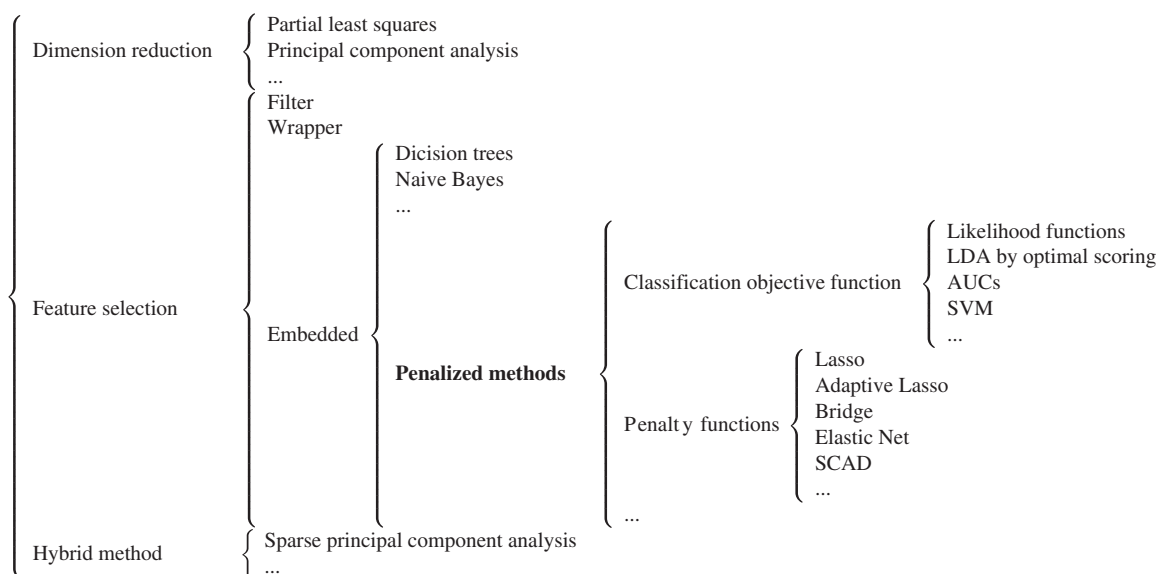 Dimension reduction
Partial least squares
Principal component analysis
...
Feature selection
Filter
Wrapper
Embedded
Dicision trees
Naive Bayes
...
Penalized methods
Classification objective function
Likelihood functions
LDA by optimal scoring
AUCs
SVM
...
Penalty functions
Lasso
Adaptive Lasso
Bridge
Elastic Net
SCAD
...
...
Hybrid method
Sparse principal component analysis
...